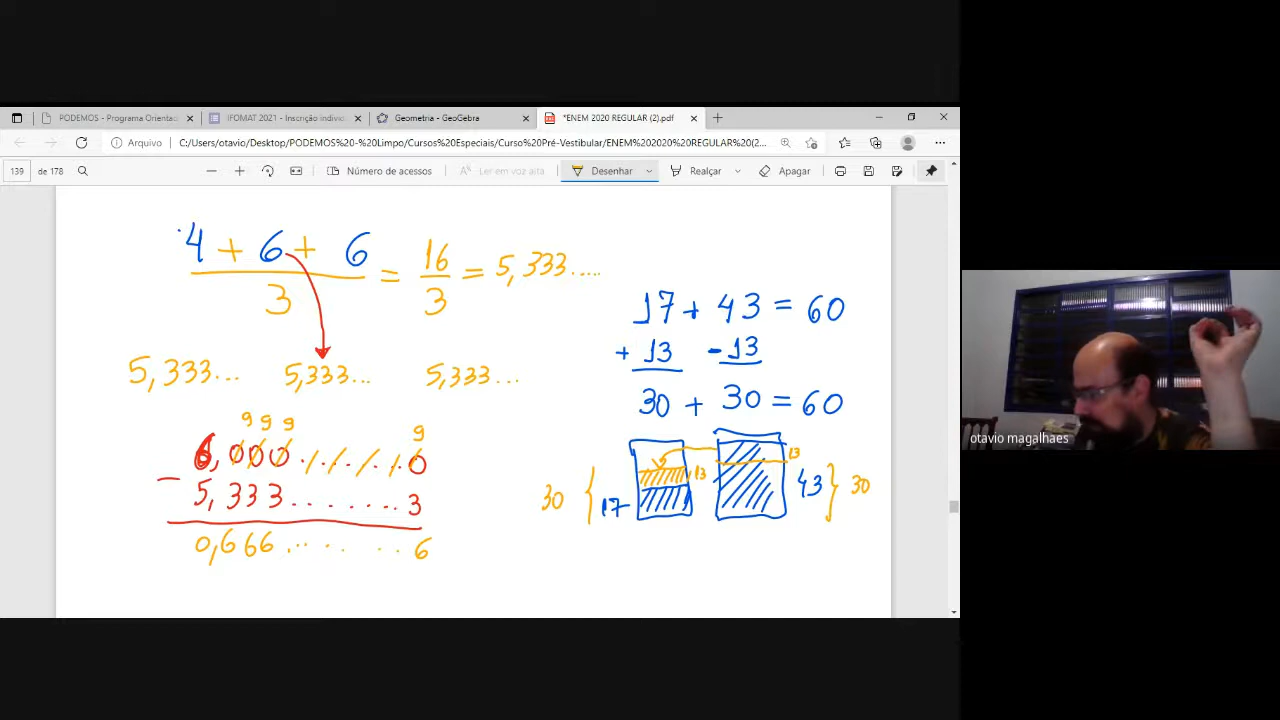 PODEMOS - Programa Orienta
IFOMAT 2021 - Inscrição individ
Geometria - GeoGebra
*ENEM 2020 REGULAR (2).pdf
Arquivo
C:/Users/otavio/Desktop/PODEMOS%20-%20Limpo/Cursos%20Especiais/Curso%20Pré-Vestibular/ENEM%202020%20REGULAR%20(2...
139 de 178
Número de acessos
Ler em voz alta
Desenhar
Realçar
Apagar
4 + 6 + 6
3
= 16/3 = 5,333.....
17 + 43 = 60
+ 13 - 13
30 + 30 = 60
5,333... 5,333... 5,333...
9 9 9 9
6,000.......0
- 5,333.......3
0,666.......6
30 { 17 13
13 43 } 30
otavio magalhaes